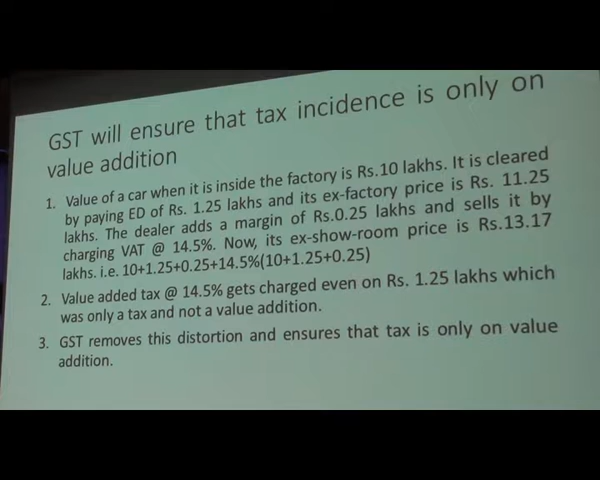 GST will ensure that tax incidence is only on
value addition
1. Value of a car when it is inside the factory is Rs.10 lakhs. It is cleared
by paying ED of Rs. 1.25 lakhs and its ex-factory price is Rs. 11.25
lakhs. The dealer adds a margin of Rs.0.25 lakhs and sells it by
charging VAT @ 14.5%. Now, its ex-show-room price is Rs.13.17
lakhs. i.e. 10+1.25+0.25+14.5%(10+1.25+0.25)
2. Value added tax @ 14.5% gets charged even on Rs. 1.25 lakhs which
was only a tax and not a value addition.
3. GST removes this distortion and ensures that tax is only on value
addition.